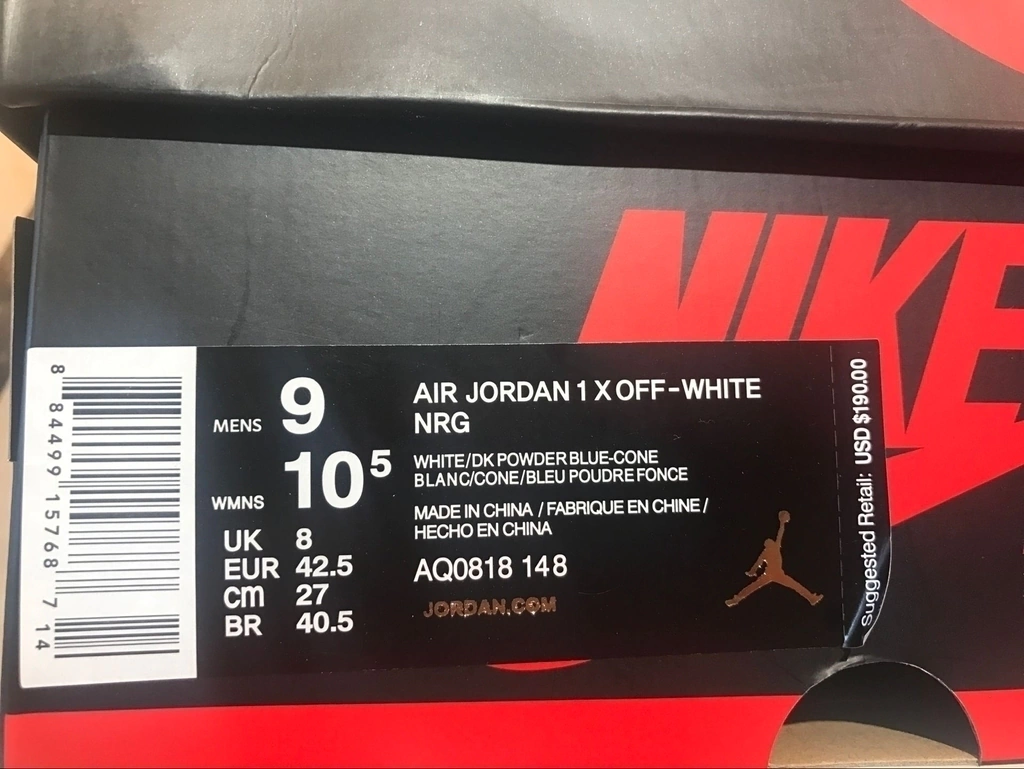 NIKE
8 84499 15768 7 14
MENS 9
WMNS 10 5
UK 8
EUR 42.5
cm 27
BR 40.5
AIR JORDAN 1 X OFF-WHITE
NRG
WHITE/DK POWDER BLUE-CONE
BLANC/CONE/BLEU POUDRE FONCE
MADE IN CHINA / FABRIQUE EN CHINE /
HECHO EN CHINA
AQ0818 148
JORDAN.COM
Suggested Retail: USD $190.00